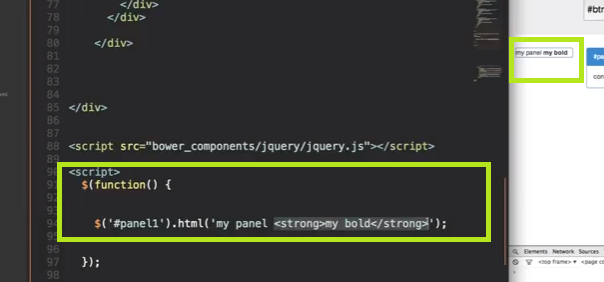 77 </div>
78 </div>
79
80 </div>
81
82
83
84
85 </div>
86
87
88 <script src="bower_components/jquery/jquery.js"></script>
89
90 <script>
91 $(function() {
92
93
94 $('#panel1').html('my panel <strong>my bold</strong>');
95
96
97 });
98
#btn
my panel my bold
#pa
con
Elements Network Sources
<top frame> <page co